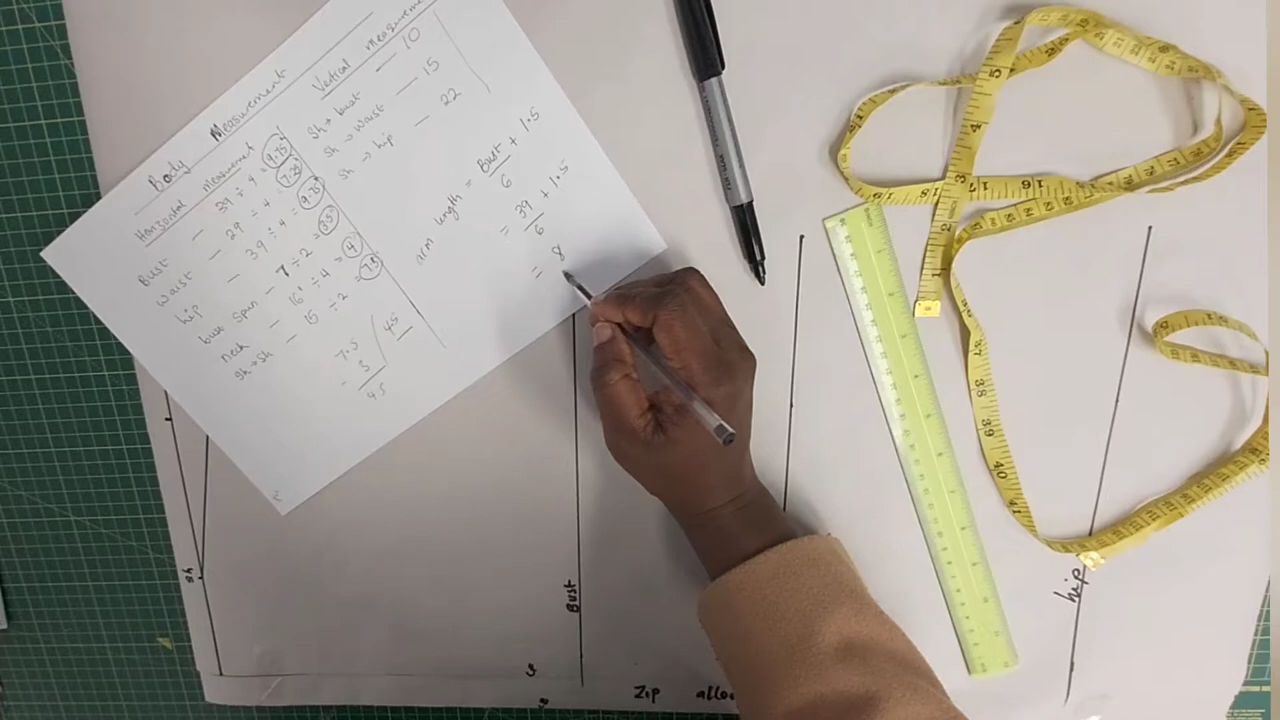 Body Measurement
Horizontal measurement
Bust — 39 ÷ 4 = 9.75"
Waist — 29 ÷ 4 = 7.25"
hip — 39 ÷ 4 = 9.75"
bust Span — 7 ÷ 2 = 3.5"
neck — 16" ÷ 4 = 4
Sh → Sh — 15 ÷ 2 = 7.5
7.5
- 3
4.5
4.5
Vertical measurement
Sh → bust — 10
Sh → Waist — 15
Sh → hip — 22
arm length = Bust + 1.5
6
= 39 + 1.5
6
= 8
Sh
Bust
Zip
hip